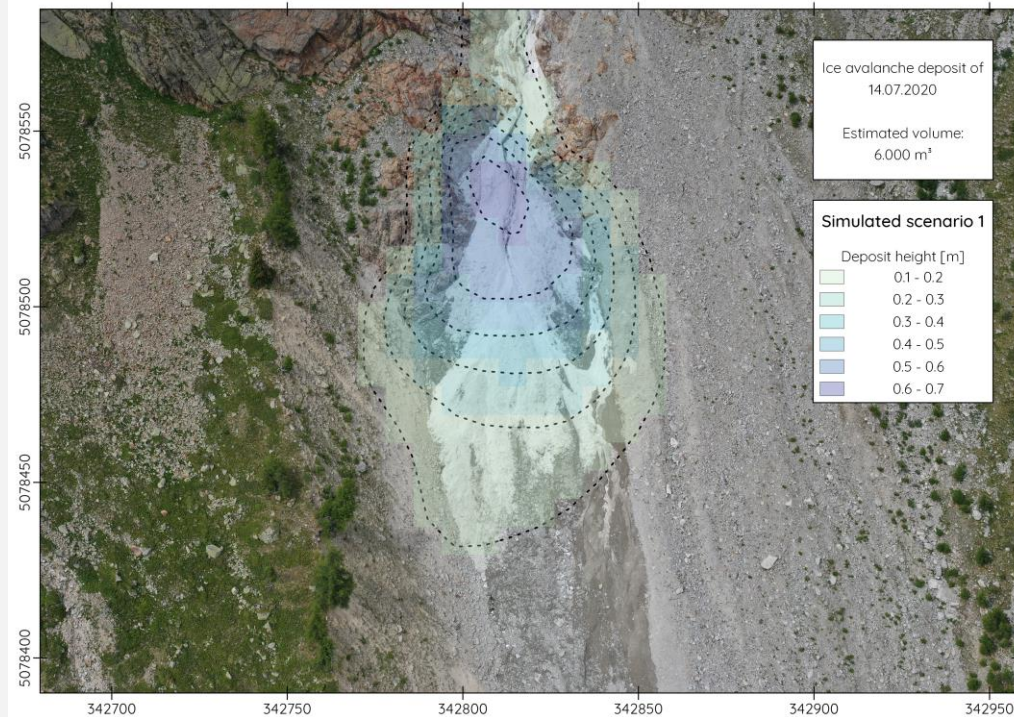 Ice avalanche deposit of
14.07.2020
Estimated volume:
6.000 m³
Simulated scenario 1
Deposit height [m]
0.1 - 0.2
0.2 - 0.3
0.3 - 0.4
0.4 - 0.5
0.5 - 0.6
0.6 - 0.7
5078550
5078500
5078450
5078400
342700
342750
342800
342850
342900
342950